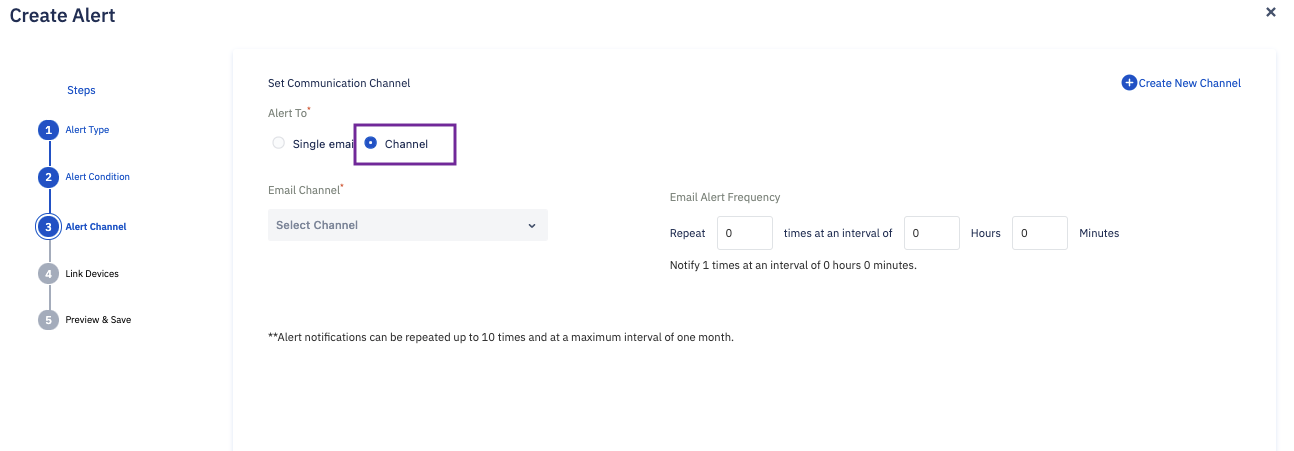 Create Alert
Steps
1 Alert Type
2 Alert Condition
3 Alert Channel
4 Link Devices
5 Preview & Save
Set Communication Channel
Create New Channel
Alert To*
Single emai
Channel
Email Channel*
Select Channel
Email Alert Frequency
Repeat 0 times at an interval of 0 Hours 0 Minutes
Notify 1 times at an interval of 0 hours 0 minutes.
**Alert notifications can be repeated up to 10 times and at a maximum interval of one month.